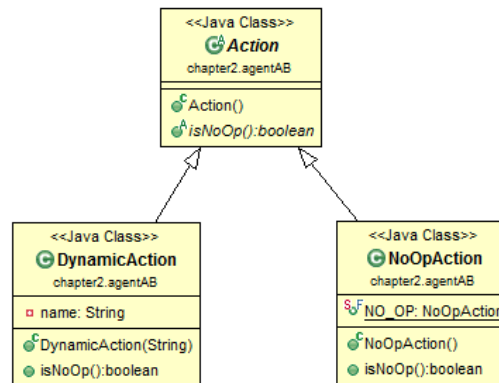 <<Java Class>>
Action
chapter2.agentAB
Action()
isNoOp():boolean
<<Java Class>>
DynamicAction
chapter2.agentAB
name: String
DynamicAction(String)
isNoOp():boolean
<<Java Class>>
NoOpAction
chapter2.agentAB
NO_OP: NoOpAction
NoOpAction()
isNoOp():boolean